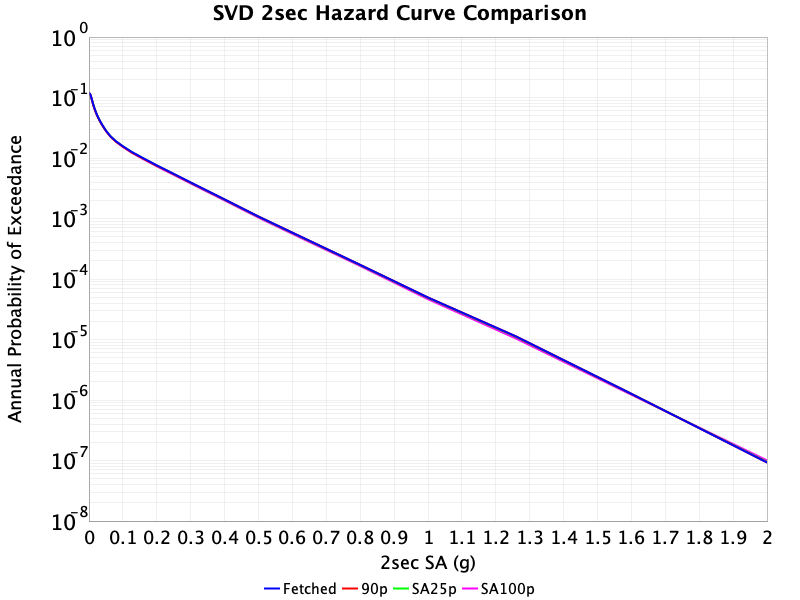 SVD 2sec Hazard Curve Comparison
Annual Probability of Exceedance
10^0
10^-1
10^-2
10^-3
10^-4
10^-5
10^-6
10^-7
10^-8
0 0.1 0.2 0.3 0.4 0.5 0.6 0.7 0.8 0.9 1 1.1 1.2 1.3 1.4 1.5 1.6 1.7 1.8 1.9 2
2sec SA (g)
Fetched 90p SA25p SA100p